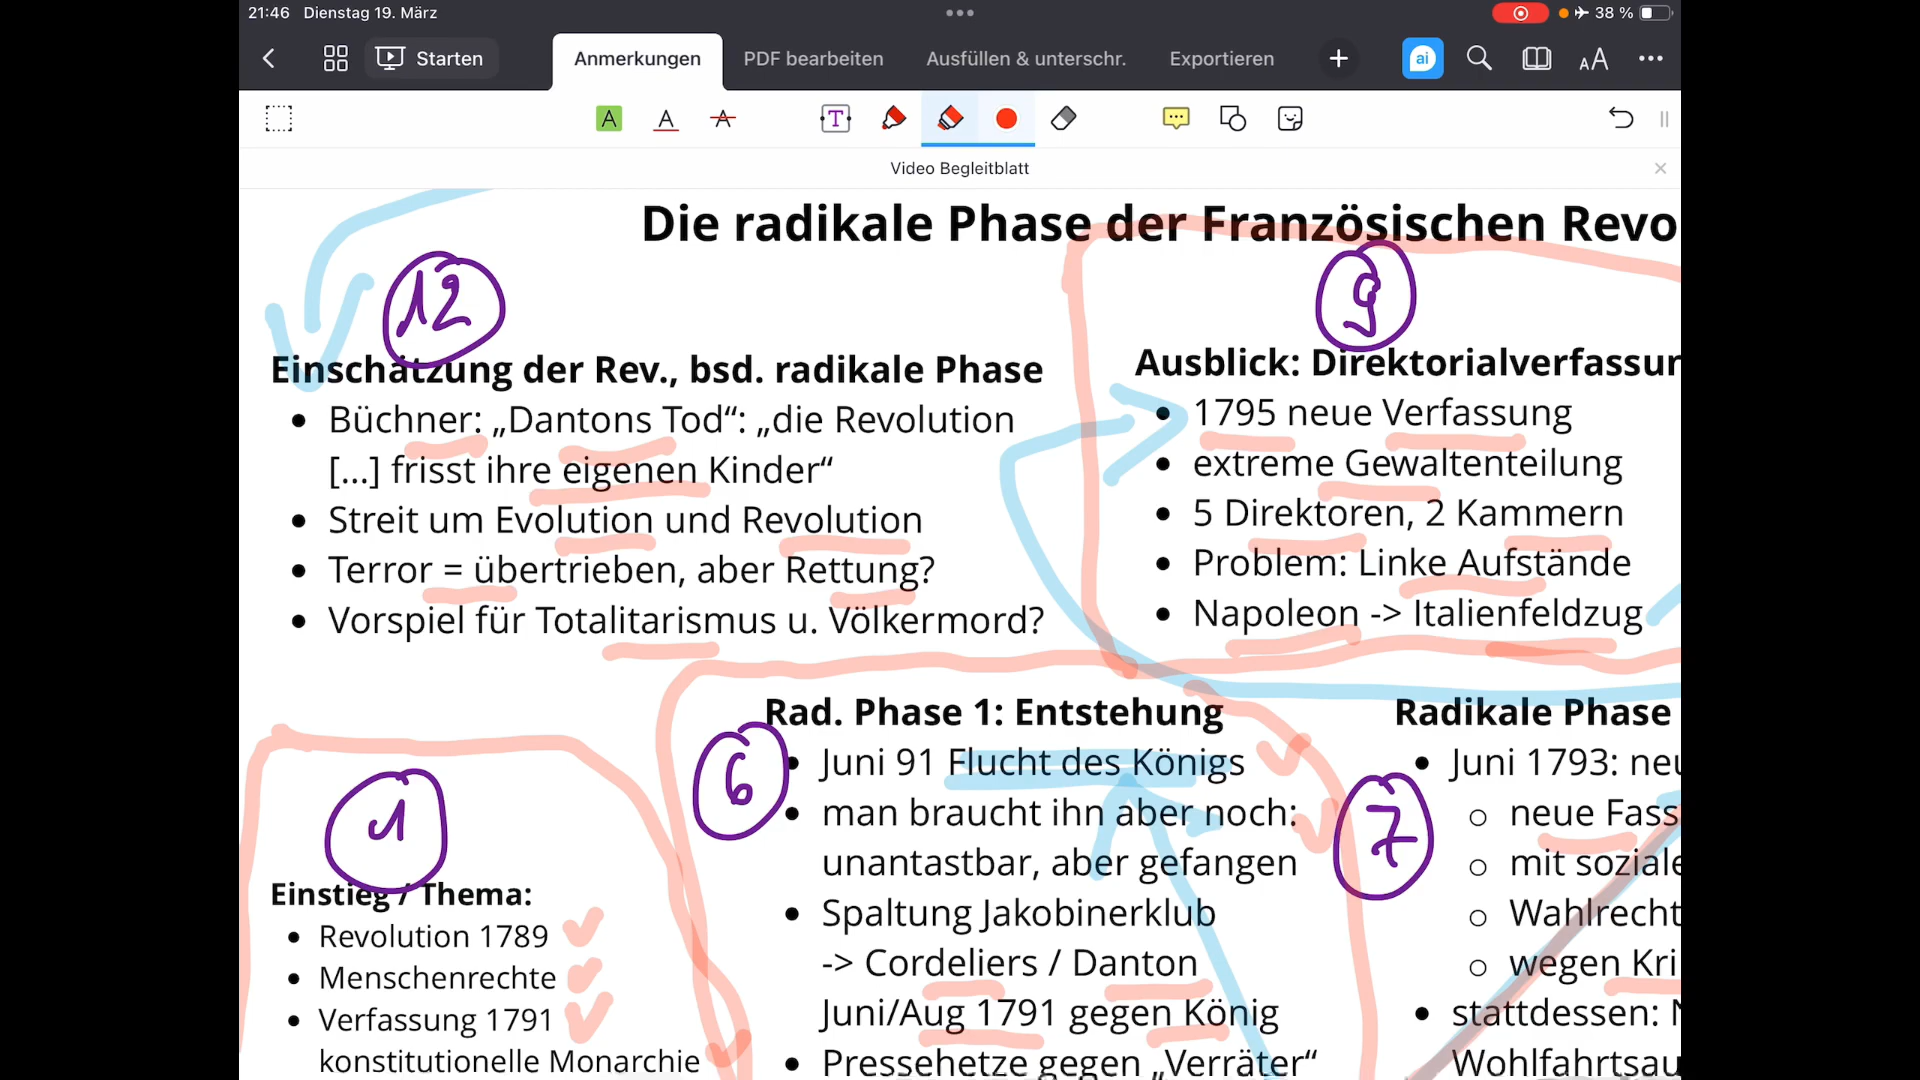 21:46 Dienstag 19. März
38 %
Starten
Anmerkungen
PDF bearbeiten
Ausfüllen & unterschr.
Exportieren
ai
AA
A A A T
Video Begleitblatt
Die radikale Phase der Französischen Revo
12
Einschätzung der Rev., bsd. radikale Phase
Büchner: „Dantons Tod“: „die Revolution
[...] frisst ihre eigenen Kinder“
Streit um Evolution und Revolution
Terror = übertrieben, aber Rettung?
Vorspiel für Totalitarismus u. Völkermord?
9
Ausblick: Direktorialverfassur
1795 neue Verfassung
extreme Gewaltenteilung
5 Direktoren, 2 Kammern
Problem: Linke Aufstände
Napoleon -> Italienfeldzug
1
Einstieg / Thema:
Revolution 1789
Menschenrechte
Verfassung 1791
konstitutionelle Monarchie
6
Rad. Phase 1: Entstehung
Juni 91 Flucht des Königs
man braucht ihn aber noch:
unantastbar, aber gefangen
Spaltung Jakobinerklub
-> Cordeliers / Danton
Juni/Aug 1791 gegen König
Pressehetze gegen „Verräter“
7
Radikale Phase
Juni 1793: neu
neue Fass
mit soziale
Wahlrecht
wegen Kri
stattdessen: N
Wohlfahrtsau